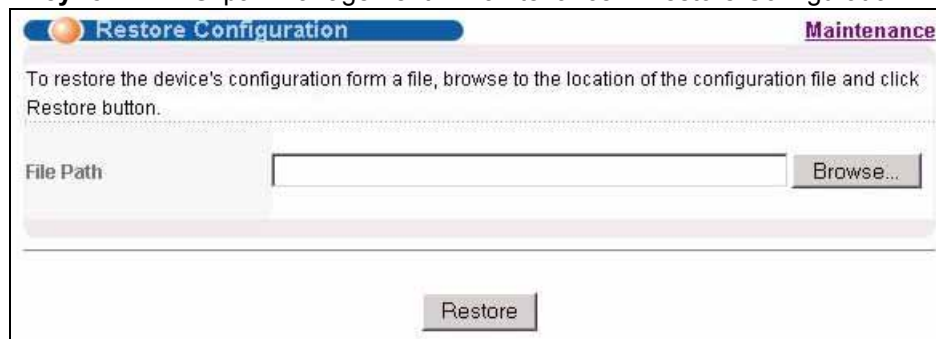 Restore Configuration
Maintenance
To restore the device's configuration form a file, browse to the location of the configuration file and click
Restore button.
File Path
Browse...
Restore